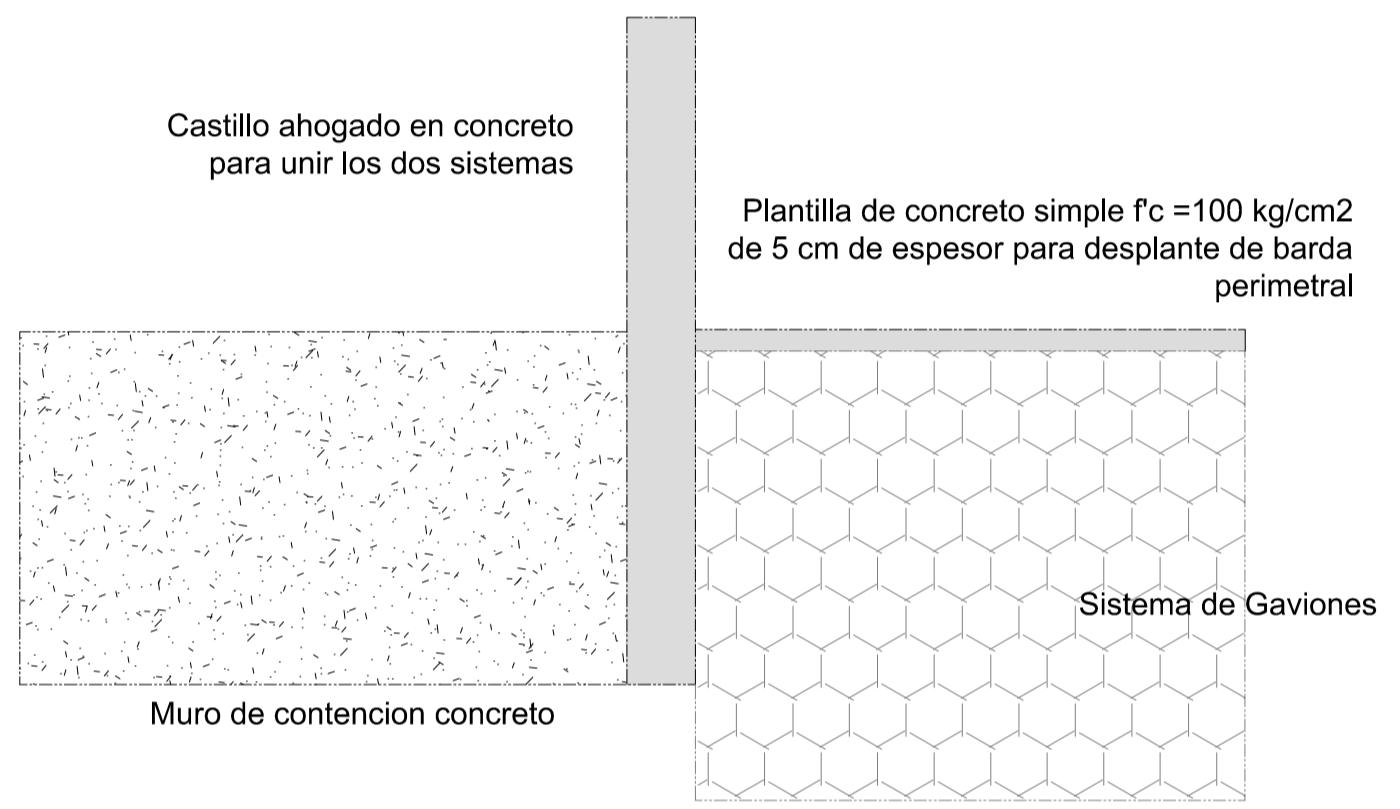 Castillo ahogado en concreto
para unir los dos sistemas
Plantilla de concreto simple f'c =100 kg/cm2
de 5 cm de espesor para desplante de barda
perimetral
Sistema de Gaviones
Muro de contencion concreto